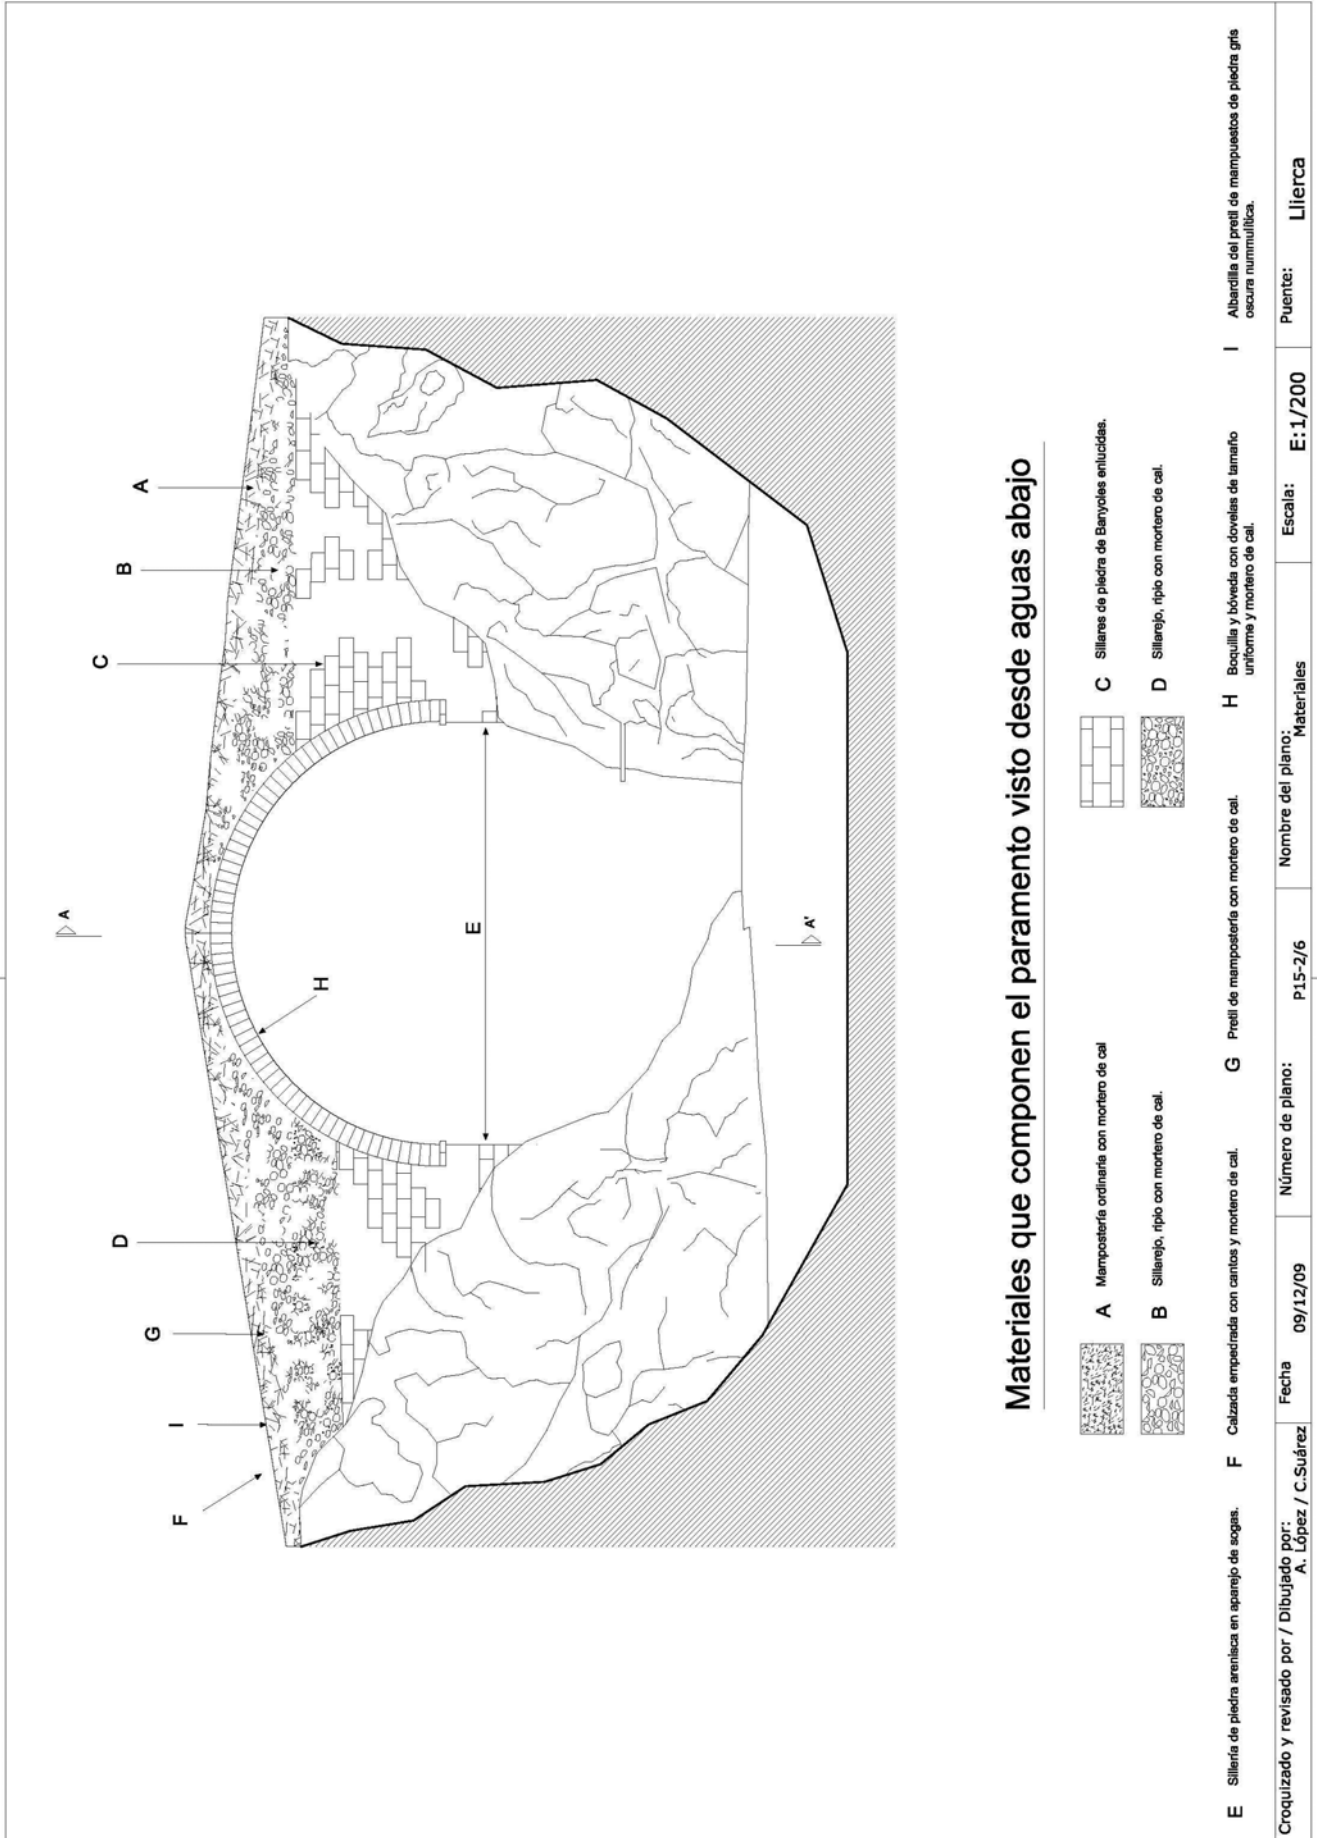 A
F
I
G
D
C
B
A
H
E
A'
Materiales que componen el paramento visto desde aguas abajo
A Mampostería ordinaria con mortero de cal
C Sillares de piedra de Banyoles enlucidas.
B Sillarejo, ripio con mortero de cal.
D Sillarejo, ripio con mortero de cal.
E Sillería de piedra arenisca en aparejo de sogas.
F Calzada empedrada con cantos y mortero de cal.
G Pretil de mampostería con mortero de cal.
H Boquilla y bóveda con dovelas de tamaño
uniforme y mortero de cal.
I Albardilla del pretil de mampuestos de piedra gris
oscura nummulítica.
Croquizado y revisado por / Dibujado por:
A. López / C.Suárez
Fecha
09/12/09
Número de plano:
P15-2/6
Nombre del plano:
Materiales
Escala:
E:1/200
Puente:
Llierca